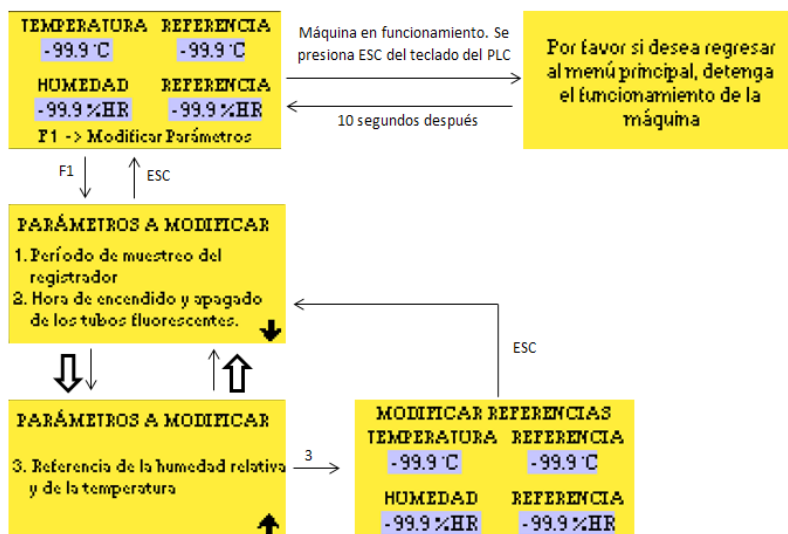 TEMPERATURA REFERENCIA
-99.9 °C -99.9 °C
HUMEDAD REFERENCIA
-99.9 %HR -99.9 %HR
F1 -> Modificar Parámetros
Máquina en funcionamiento. Se
presiona ESC del teclado del PLC
10 segundos después
Por favor si desea regresar
al menú principal, detenga
el funcionamiento de la
máquina
F1
ESC
PARÁMETROS A MODIFICAR
1. Período de muestreo del
registrador
2. Hora de encendido y apagado
de los tubos fluorescentes.
ESC
PARÁMETROS A MODIFICAR
3. Referencia de la humedad relativa
y de la temperatura
3
MODIFICAR REFERENCIAS
TEMPERATURA REFERENCIA
-99.9 °C -99.9 °C
HUMEDAD REFERENCIA
-99.9 %HR -99.9 %HR